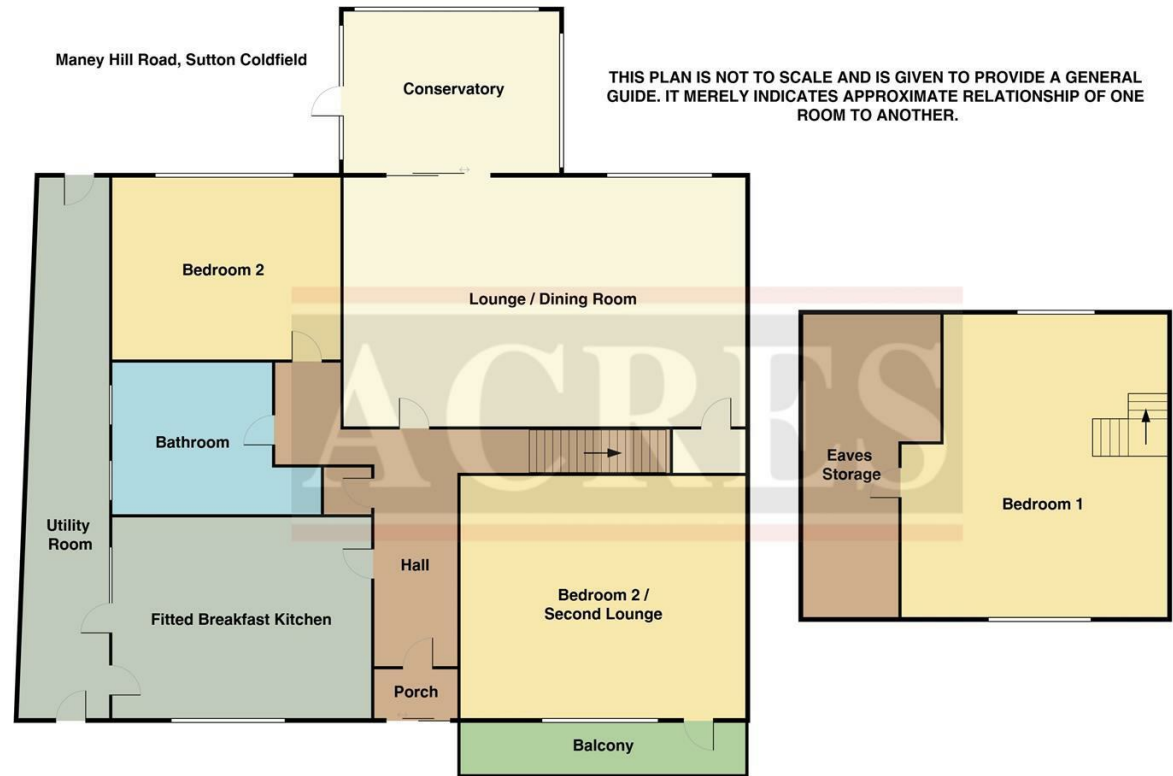 Maney Hill Road, Sutton Coldfield
THIS PLAN IS NOT TO SCALE AND IS GIVEN TO PROVIDE A GENERAL
GUIDE. IT MERELY INDICATES APPROXIMATE RELATIONSHIP OF ONE
ROOM TO ANOTHER.
Conservatory
Bedroom 2
Lounge / Dining Room
ACRES
Bathroom
Utility
Room
Hall
Fitted Breakfast Kitchen
Bedroom 2 /
Second Lounge
Porch
Balcony
Eaves
Storage
Bedroom 1